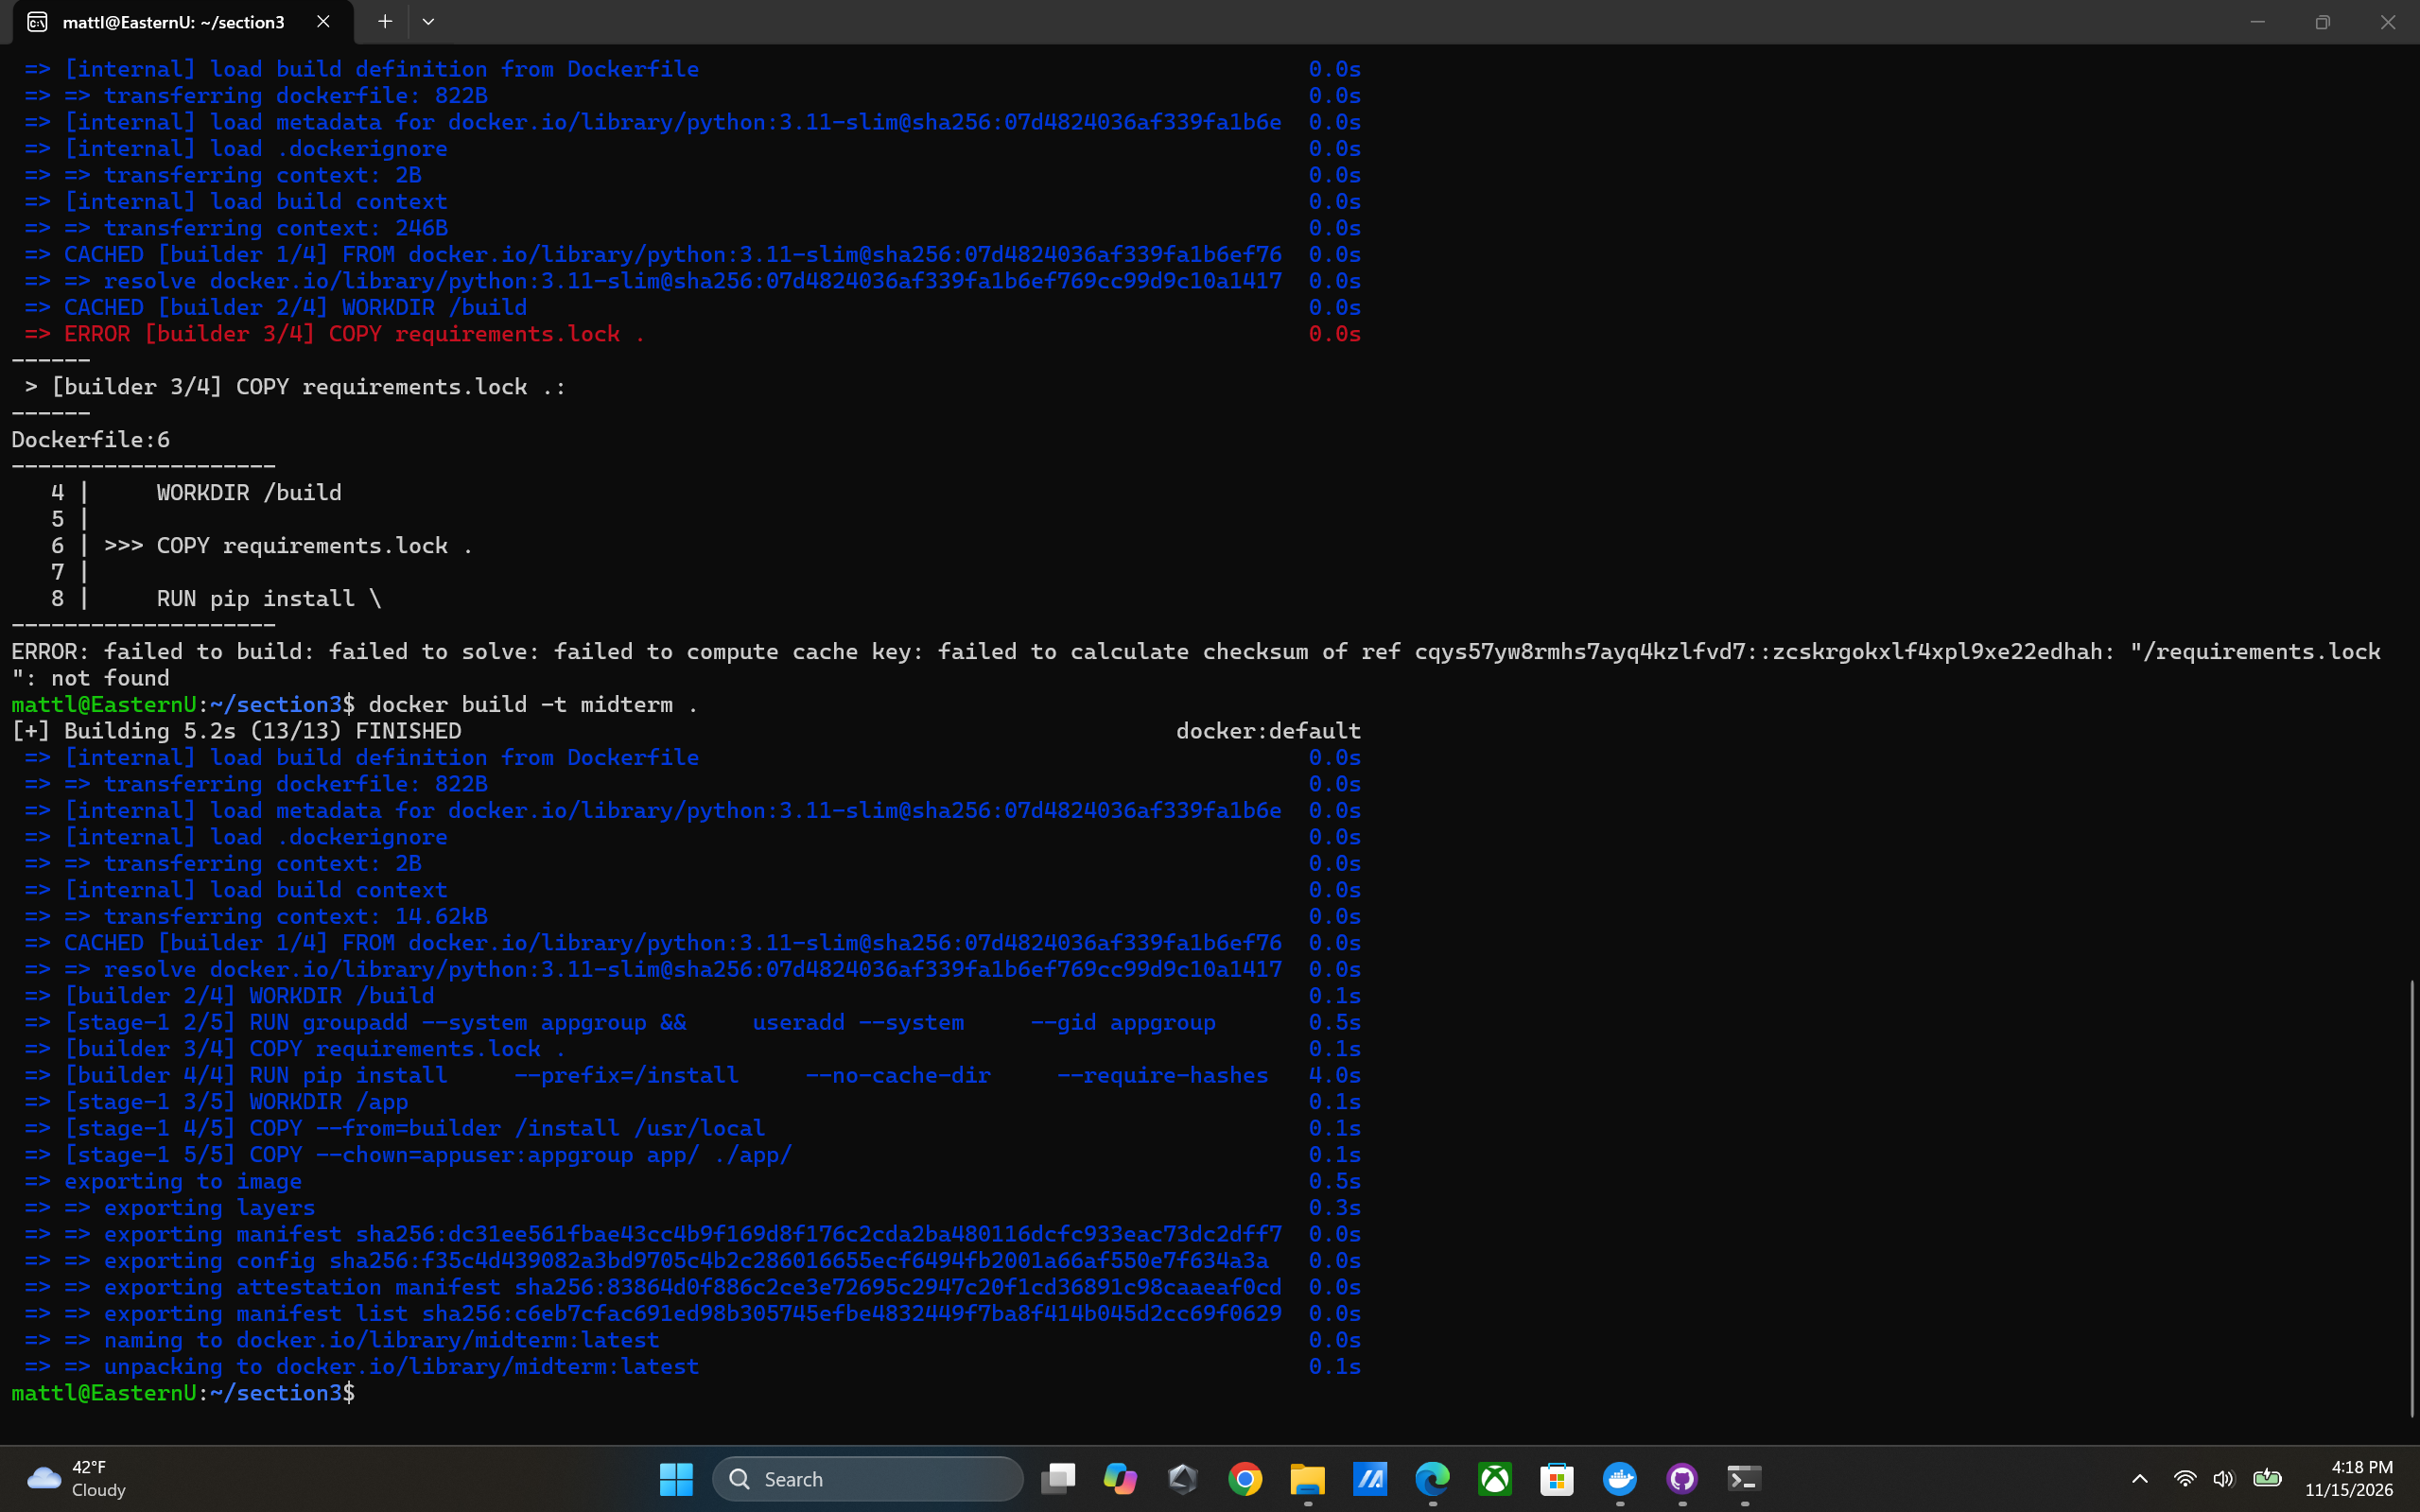 mattl@EasternU: ~/section3
=> [internal] load build definition from Dockerfile 0.0s
=> => transferring dockerfile: 822B 0.0s
=> [internal] load metadata for docker.io/library/python:3.11-slim@sha256:07d4824036af339fa1b6e 0.0s
=> [internal] load .dockerignore 0.0s
=> => transferring context: 2B 0.0s
=> [internal] load build context 0.0s
=> => transferring context: 246B 0.0s
=> CACHED [builder 1/4] FROM docker.io/library/python:3.11-slim@sha256:07d4824036af339fa1b6ef76 0.0s
=> => resolve docker.io/library/python:3.11-slim@sha256:07d4824036af339fa1b6ef769cc99d9c10a1417 0.0s
=> CACHED [builder 2/4] WORKDIR /build 0.0s
=> ERROR [builder 3/4] COPY requirements.lock . 0.0s
------
> [builder 3/4] COPY requirements.lock .:
------
Dockerfile:6
--------------------
4 | WORKDIR /build
5 |
6 | >>> COPY requirements.lock .
7 |
8 | RUN pip install \
--------------------
ERROR: failed to build: failed to solve: failed to compute cache key: failed to calculate checksum of ref cqys57yw8rmhs7ayq4kzlfvd7::zcskrgokxlf4xpl9xe22edhah: "/requirements.lock
": not found
mattl@EasternU:~/section3$ docker build -t midterm .
[+] Building 5.2s (13/13) FINISHED docker:default
=> [internal] load build definition from Dockerfile 0.0s
=> => transferring dockerfile: 822B 0.0s
=> [internal] load metadata for docker.io/library/python:3.11-slim@sha256:07d4824036af339fa1b6e 0.0s
=> [internal] load .dockerignore 0.0s
=> => transferring context: 2B 0.0s
=> [internal] load build context 0.0s
=> => transferring context: 14.62kB 0.0s
=> CACHED [builder 1/4] FROM docker.io/library/python:3.11-slim@sha256:07d4824036af339fa1b6ef76 0.0s
=> => resolve docker.io/library/python:3.11-slim@sha256:07d4824036af339fa1b6ef769cc99d9c10a1417 0.0s
=> [builder 2/4] WORKDIR /build 0.1s
=> [stage-1 2/5] RUN groupadd --system appgroup && useradd --system --gid appgroup 0.5s
=> [builder 3/4] COPY requirements.lock . 0.1s
=> [builder 4/4] RUN pip install --prefix=/install --no-cache-dir --require-hashes 4.0s
=> [stage-1 3/5] WORKDIR /app 0.1s
=> [stage-1 4/5] COPY --from=builder /install /usr/local 0.1s
=> [stage-1 5/5] COPY --chown=appuser:appgroup app/ ./app/ 0.1s
=> exporting to image 0.5s
=> => exporting layers 0.3s
=> => exporting manifest sha256:dc31ee561fbae43cc4b9f169d8f176c2cda2ba480116dcfc933eac73dc2dff7 0.0s
=> => exporting config sha256:f35c4d439082a3bd9705c4b2c286016655ecf6494fb2001a66af550e7f634a3a 0.0s
=> => exporting attestation manifest sha256:83864d0f886c2ce3e72695c2947c20f1cd36891c98caaeaf0cd 0.0s
=> => exporting manifest list sha256:c6eb7cfac691ed98b305745efbe4832449f7ba8f414b045d2cc69f0629 0.0s
=> => naming to docker.io/library/midterm:latest 0.0s
=> => unpacking to docker.io/library/midterm:latest 0.1s
mattl@EasternU:~/section3$
42°F
Cloudy
Search
4:18 PM
11/15/2026